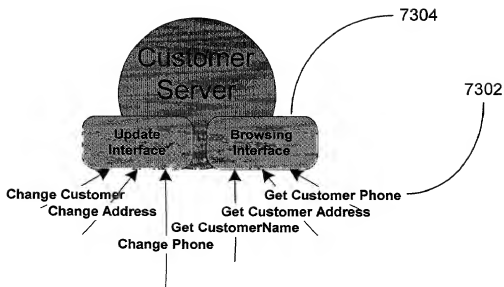 7304
Customer
Server
7302
Update
Interface
Browsing
Interface
Change Customer
Get Customer Phone
Change Address
Get Customer Address
Get CustomerName
Change Phone